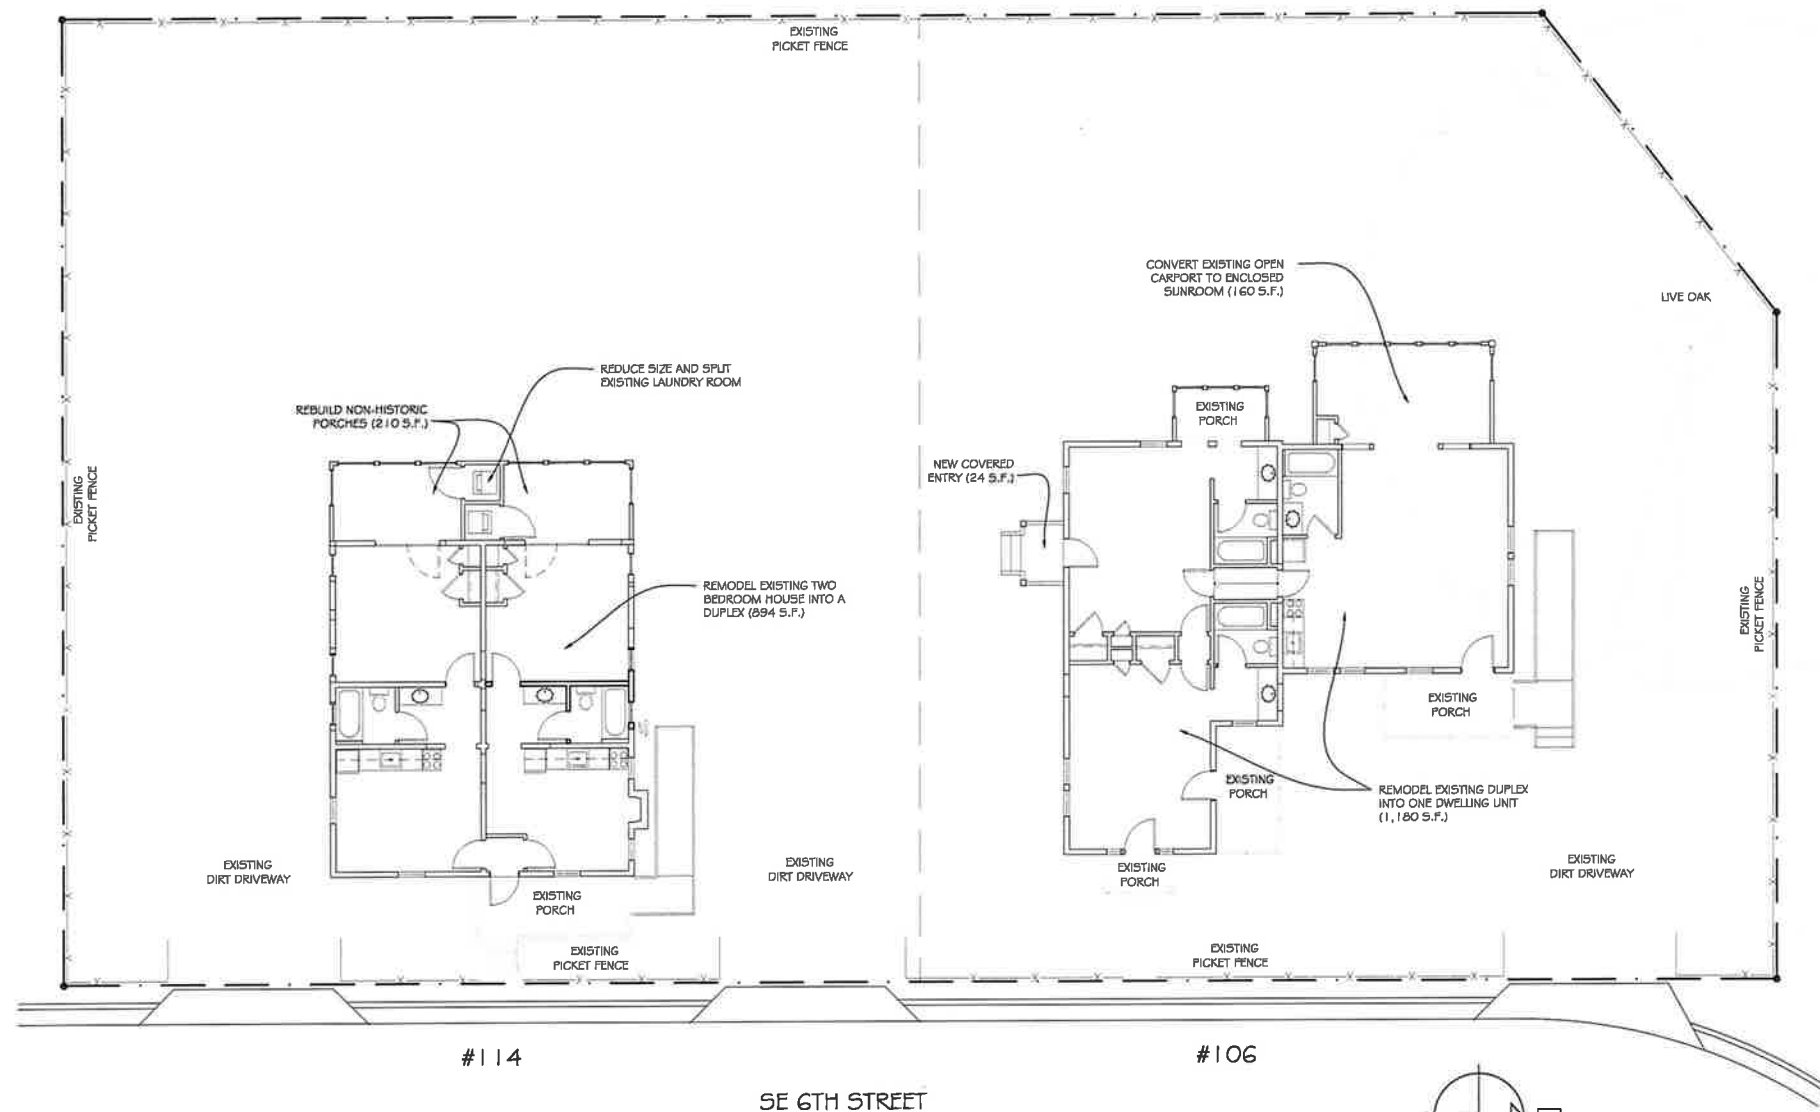 EXISTING
PICKET FENCE
CONVERT EXISTING OPEN
CARPORT TO ENCLOSED
SUNROOM (160 S.F.)
LIVE OAK
REDUCE SIZE AND SPLIT
EXISTING LAUNDRY ROOM
REBUILD NON-HISTORIC
PORCHES (210 S.F.)
EXISTING
PORCH
NEW COVERED
ENTRY (24 S.F.)
EXISTING
PICKET FENCE
REMODEL EXISTING TWO
BEDROOM HOUSE INTO A
DUPLEX (894 S.F.)
EXISTING
PICKET FENCE
EXISTING
PORCH
EXISTING
PORCH
REMODEL EXISTING DUPLEX
INTO ONE DWELLING UNIT
(1,180 S.F.)
EXISTING
DIRT DRIVEWAY
EXISTING
DIRT DRIVEWAY
EXISTING
PORCH
EXISTING
DIRT DRIVEWAY
EXISTING
PORCH
EXISTING
PICKET FENCE
EXISTING
PICKET FENCE
#114
#106
SE 6TH STREET